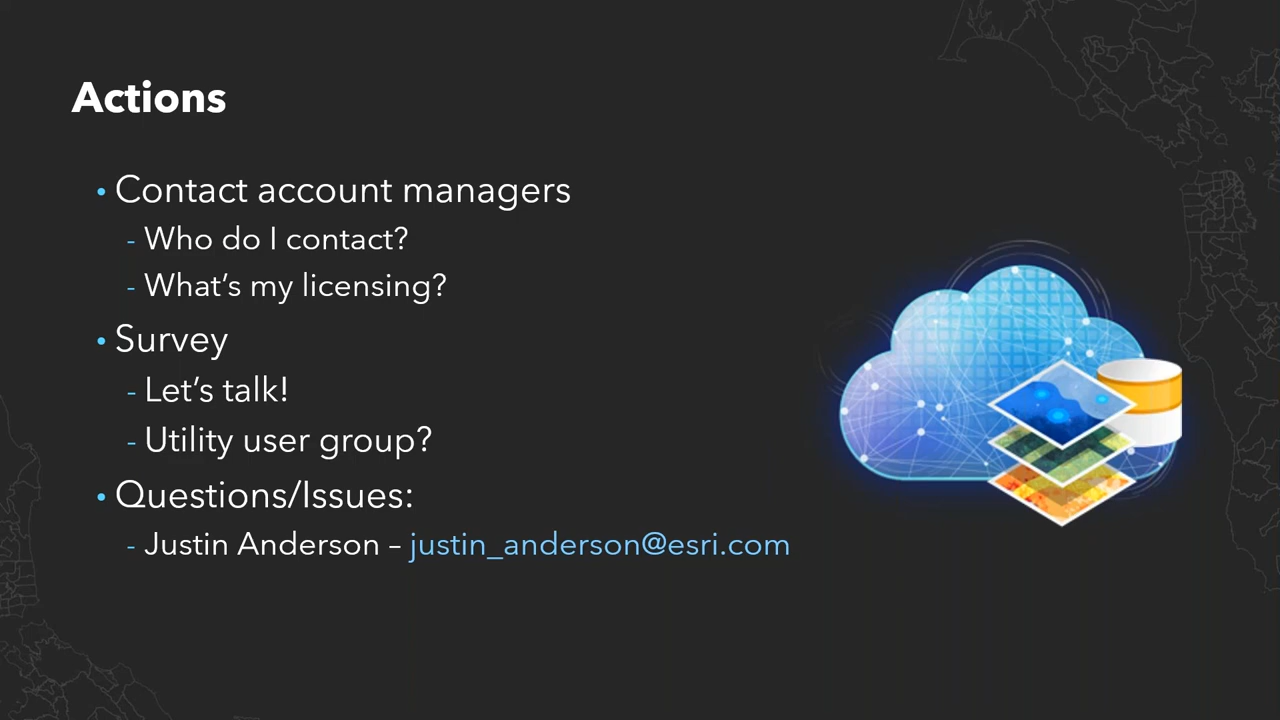 Actions
• Contact account managers
- Who do I contact?
- What's my licensing?
• Survey
- Let's talk!
- Utility user group?
• Questions/Issues:
- Justin Anderson – justin_anderson@esri.com